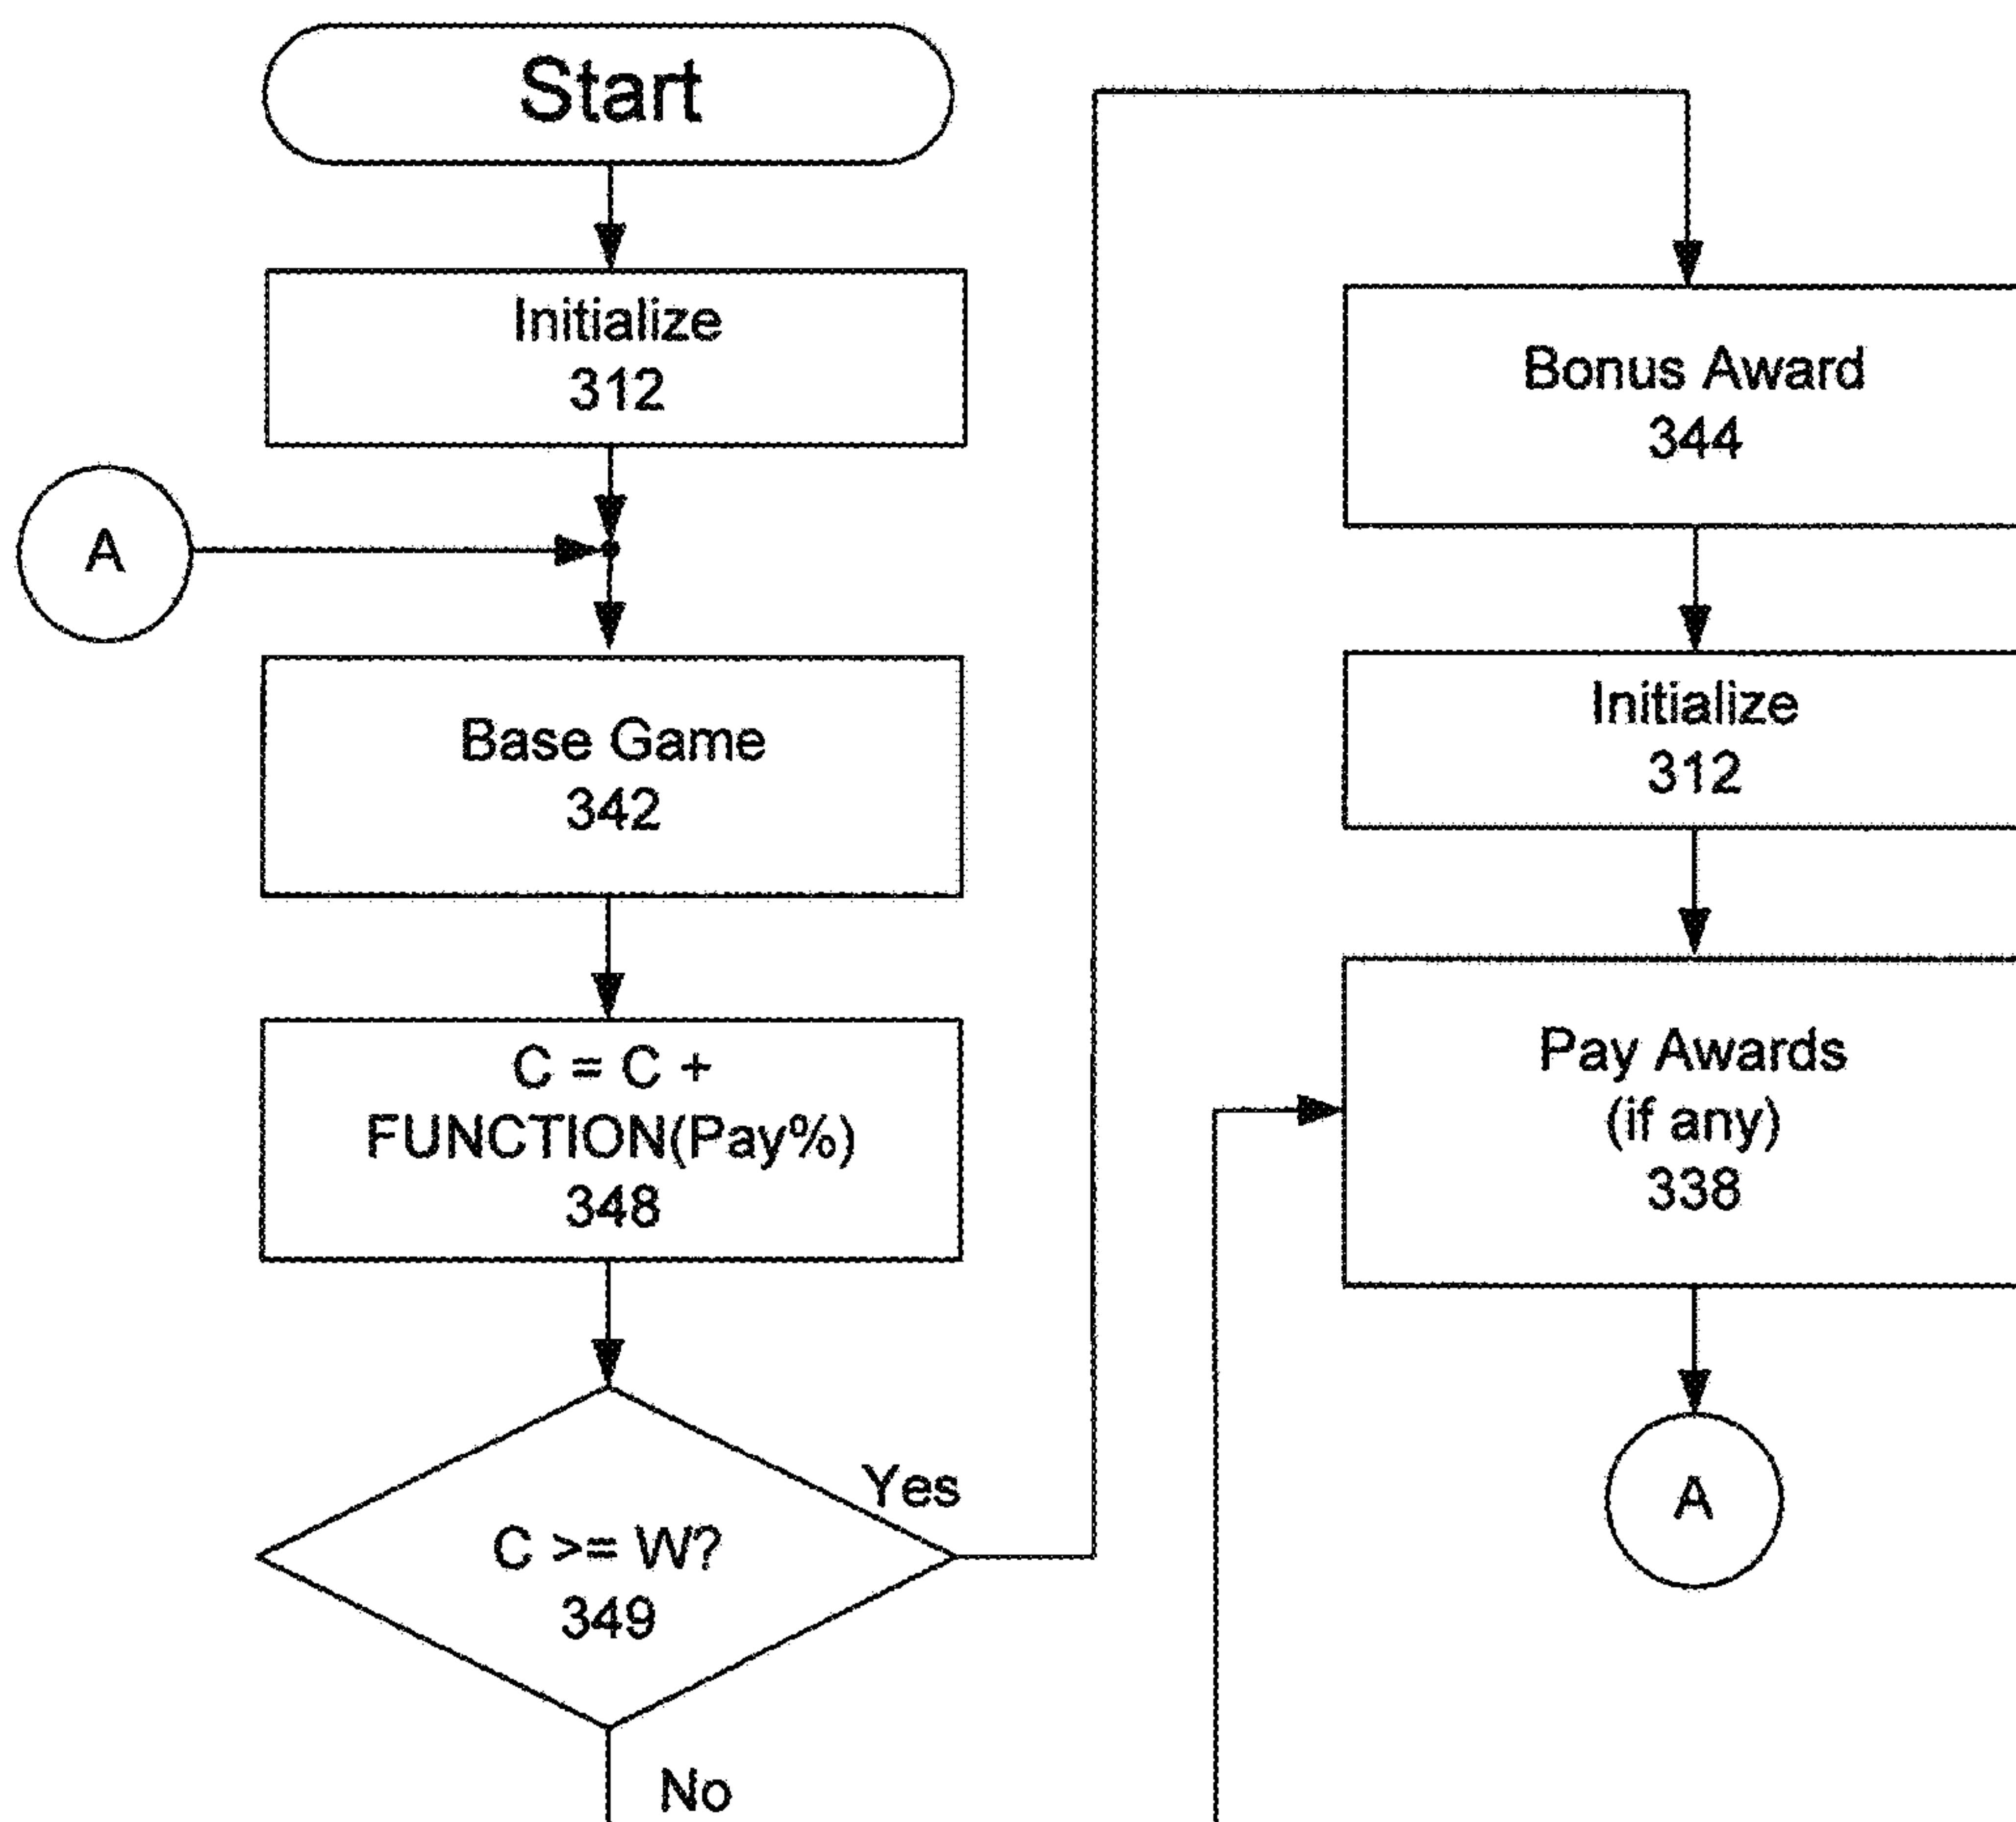 Start
Initialize
312
A
Base Game
342
C = C +
FUNCTION(Pay%)
348
Yes
C >= W?
349
No
Bonus Award
344
Initialize
312
Pay Awards
(if any)
338
A